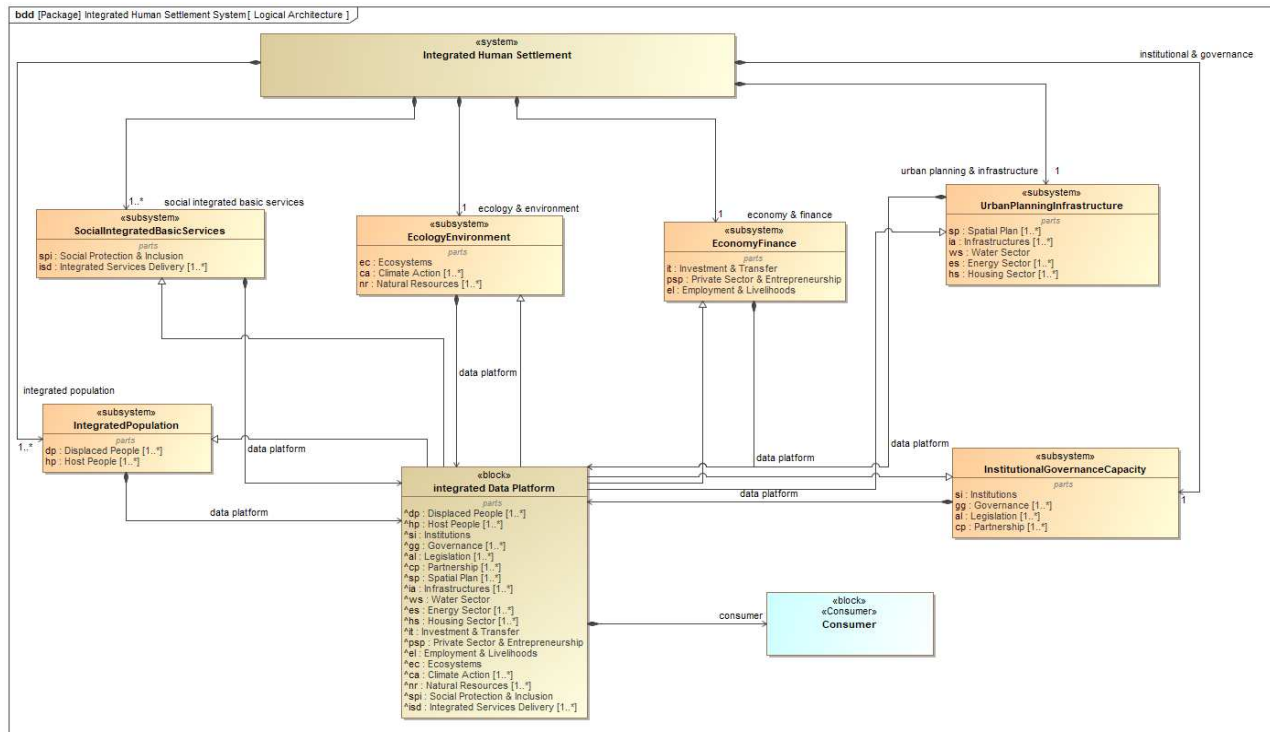 bdd [Package] Integrated Human Settlement System[ Logical Architecture ]
«system»
Integrated Human Settlement
institutional & governance
urban planning & infrastructure
1
1..*
social integrated basic services
«subsystem»
SocialIntegratedBasicServices
parts
spi : Social Protection & Inclusion
isd : Integrated Services Delivery [1..*]
1
ecology & environment
«subsystem»
EcologyEnvironment
parts
ec : Ecosystems
ca : Climate Action [1..*]
nr : Natural Resources [1..*]
1
economy & finance
«subsystem»
EconomyFinance
parts
it : Investment & Transfer
psp : Private Sector & Entrepreneurship
el : Employment & Livelihoods
«subsystem»
UrbanPlanningInfrastructure
parts
sp : Spatial Plan [1..*]
ia : Infrastructures [1..*]
ws : Water Sector
es : Energy Sector [1..*]
hs : Housing Sector [1..*]
data platform
integrated population
1..*
«subsystem»
IntegratedPopulation
parts
dp : Displaced People [1..*]
hp : Host People [1..*]
data platform
data platform
data platform
data platform
data platform
«subsystem»
InstitutionalGovernanceCapacity
parts
si : Institutions
gg : Governance [1..*]
al : Legislation [1..*]
cp : Partnership [1..*]
1
«block»
integrated Data Platform
parts
^dp : Displaced People [1..*]
^hp : Host People [1..*]
^si : Institutions
^gg : Governance [1..*]
^al : Legislation [1..*]
^cp : Partnership [1..*]
^sp : Spatial Plan [1..*]
^ia : Infrastructures [1..*]
^ws : Water Sector
^es : Energy Sector [1..*]
^hs : Housing Sector [1..*]
^it : Investment & Transfer
^psp : Private Sector & Entrepreneurship
^el : Employment & Livelihoods
^ec : Ecosystems
^ca : Climate Action [1..*]
^nr : Natural Resources [1..*]
^spi : Social Protection & Inclusion
^isd : Integrated Services Delivery [1..*]
consumer
«block»
«Consumer»
Consumer